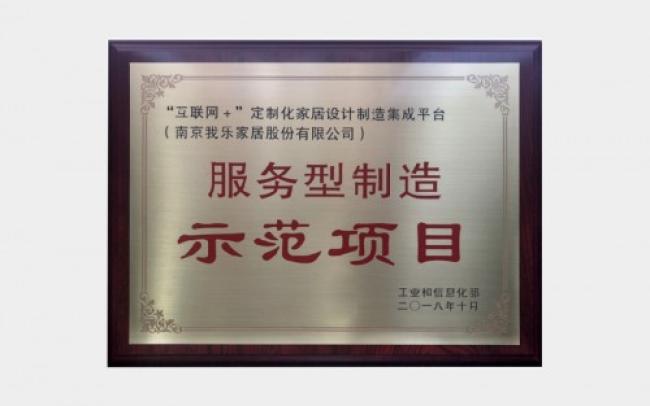 “互联网+”定制化家居设计制造集成平台
(南京我乐家居股份有限公司)
服务型制造
示范项目
工业和信息化部
二〇一八年十月